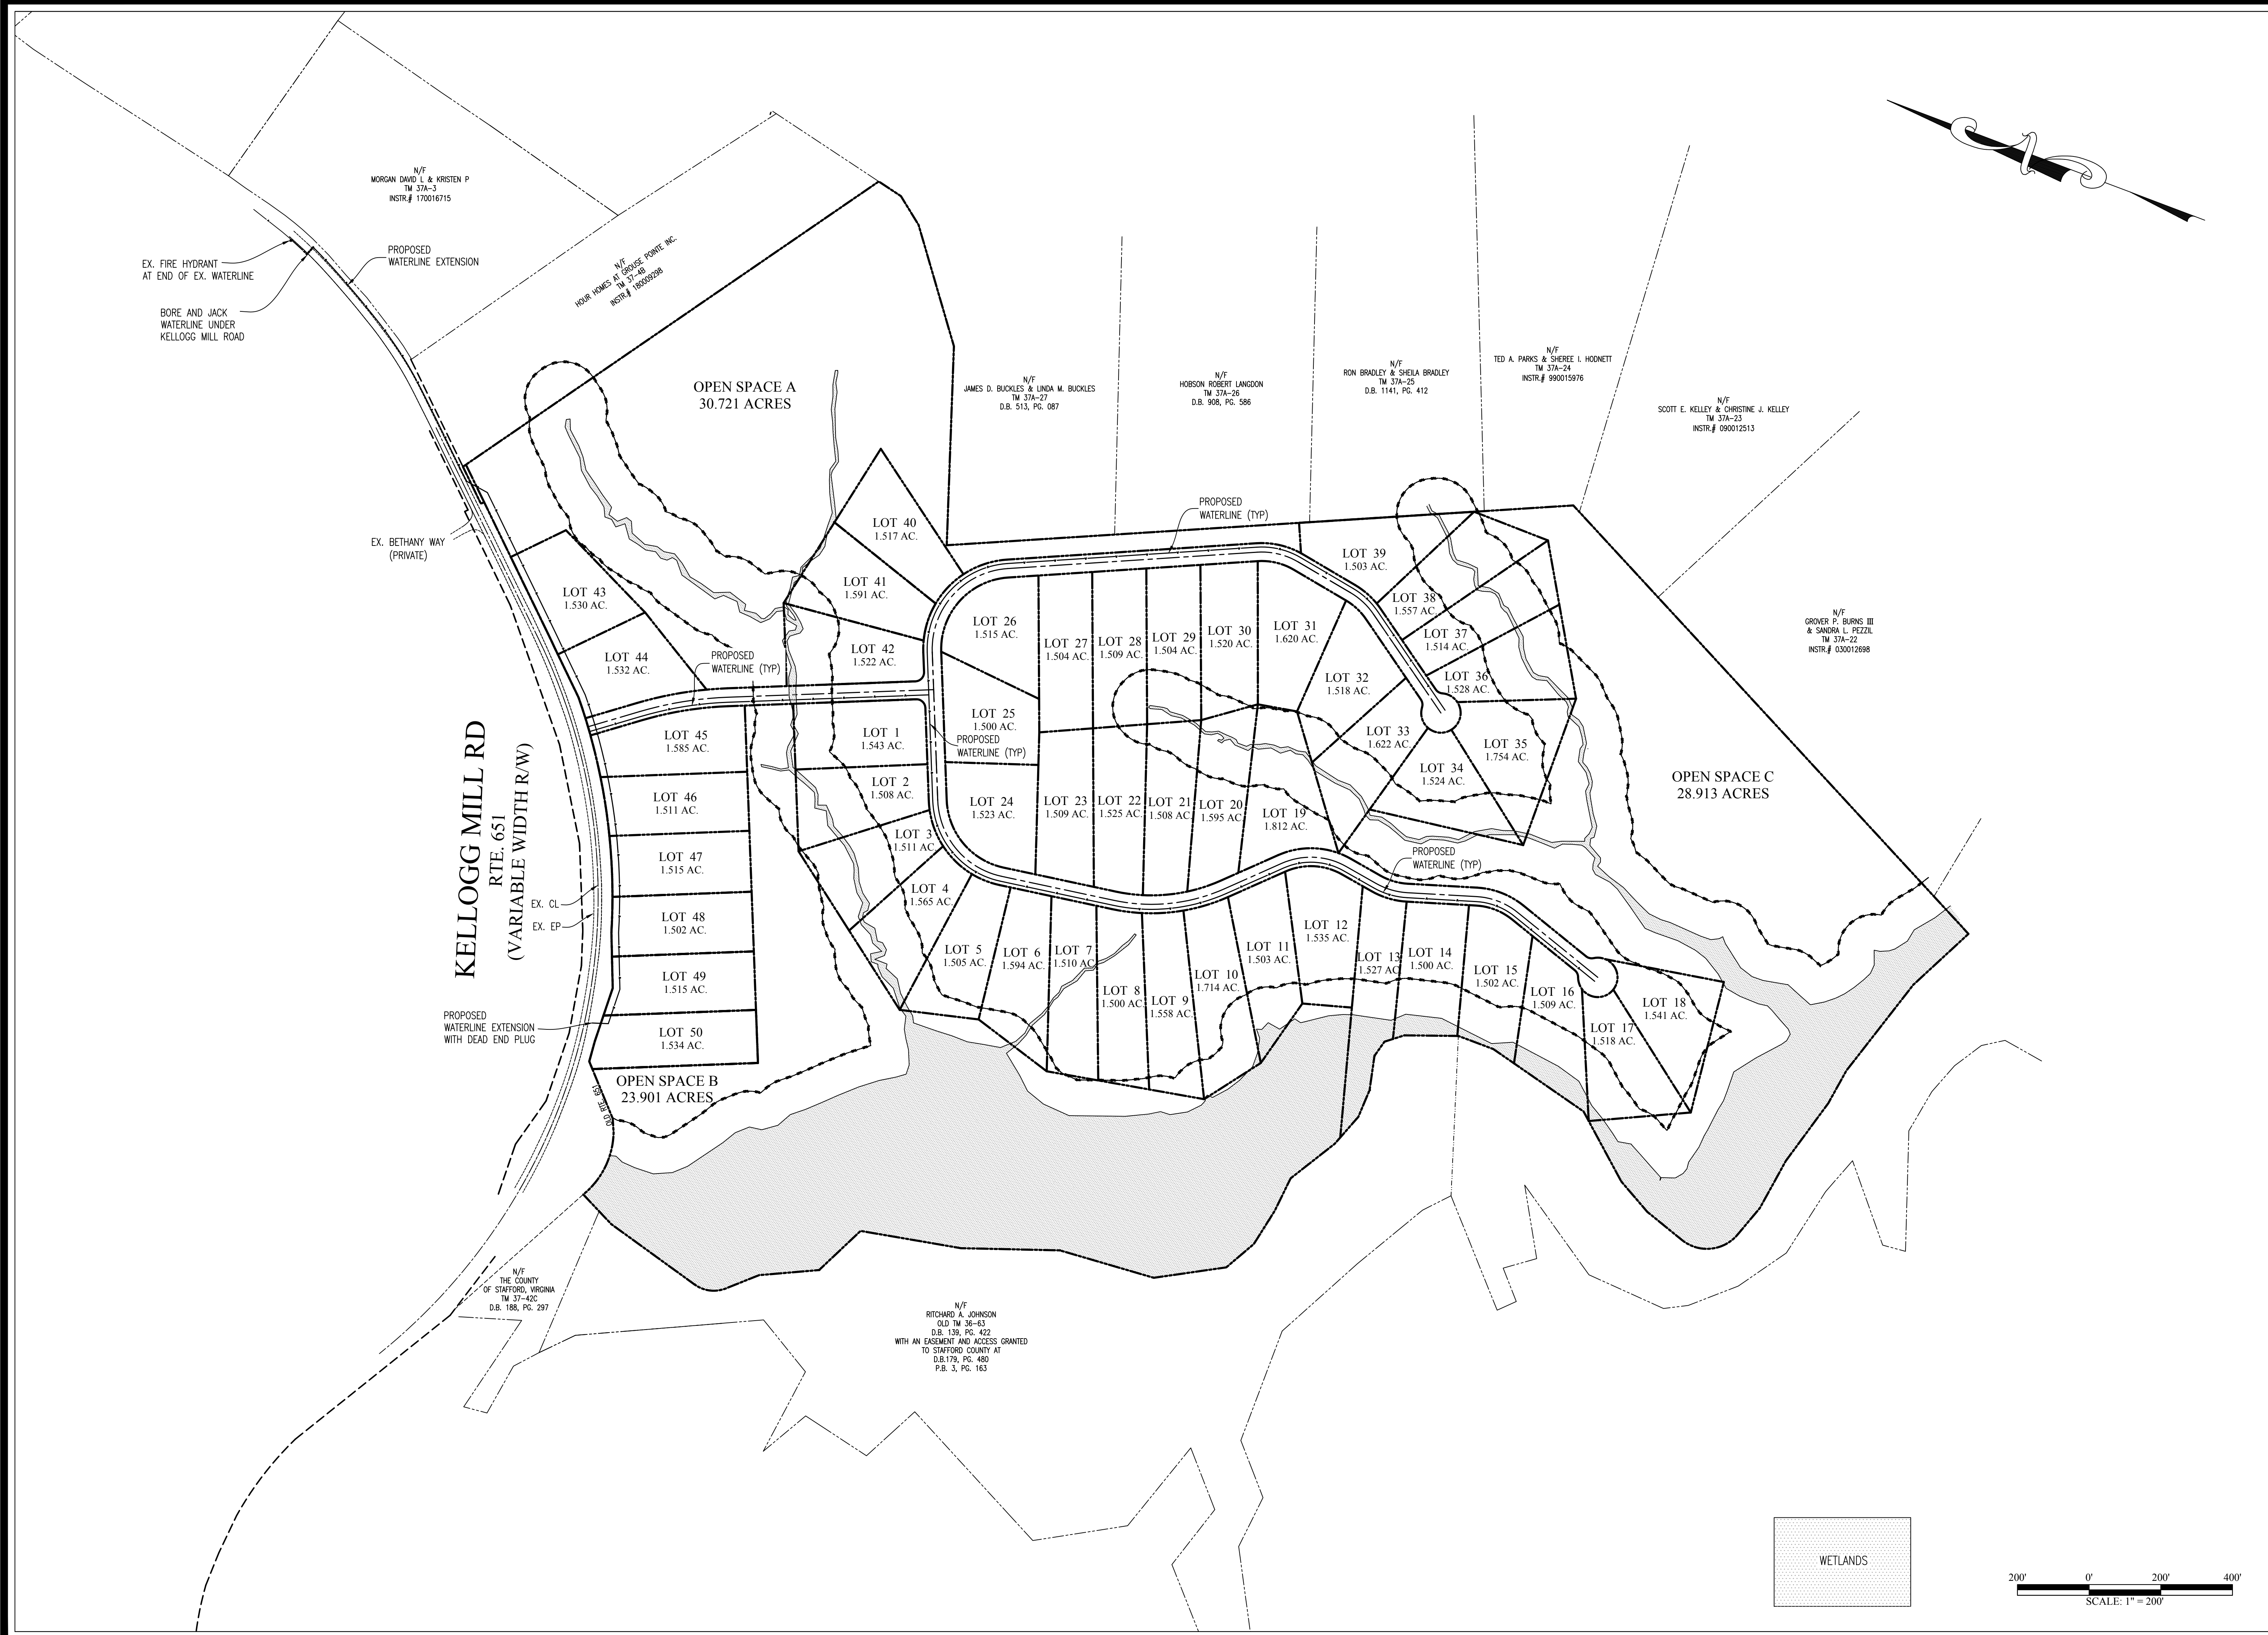 N/F
MORGAN DAVID L & KRISTEN P
TM 37A-3
INSTR.# 170016715
EX. FIRE HYDRANT
AT END OF EX. WATERLINE
PROPOSED
WATERLINE EXTENSION
BORE AND JACK
WATERLINE UNDER
KELLOGG MILL ROAD
N/F
HOUR HOMES AT GROUSE POINTE INC.
TM 37-4B
INSTR.# 180009298
OPEN SPACE A
30.721 ACRES
N/F
JAMES D. BUCKLES & LINDA M. BUCKLES
TM 37A-27
D.B. 513, PG. 087
N/F
HOBSON ROBERT LANGDON
TM 37A-26
D.B. 908, PG. 586
N/F
RON BRADLEY & SHEILA BRADLEY
TM 37A-25
D.B. 1141, PG. 412
N/F
TED A. PARKS & SHEREE I. HODNETT
TM 37A-24
INSTR.# 990015976
N/F
SCOTT E. KELLEY & CHRISTINE J. KELLEY
TM 37A-23
INSTR.# 090012513
N/F
GROVER P. BURNS III
& SANDRA L. PEZZIL
TM 37A-22
INSTR.# 030012698
EX. BETHANY WAY
(PRIVATE)
PROPOSED
WATERLINE (TYP)
LOT 40
1.517 AC.
LOT 41
1.591 AC.
LOT 42
1.522 AC.
LOT 43
1.530 AC.
LOT 44
1.532 AC.
PROPOSED
WATERLINE (TYP)
LOT 39
1.503 AC.
LOT 38
1.557 AC.
LOT 37
1.514 AC.
LOT 36
1.528 AC.
LOT 26
1.515 AC.
LOT 27
1.504 AC.
LOT 28
1.509 AC.
LOT 29
1.504 AC.
LOT 30
1.520 AC.
LOT 31
1.620 AC.
LOT 32
1.518 AC.
LOT 33
1.622 AC.
LOT 34
1.524 AC.
LOT 35
1.754 AC.
OPEN SPACE C
28.913 ACRES
KELLOGG MILL RD
RTE. 651
(VARIABLE WIDTH R/W)
LOT 45
1.585 AC.
LOT 46
1.511 AC.
LOT 47
1.515 AC.
LOT 48
1.502 AC.
LOT 49
1.515 AC.
LOT 50
1.534 AC.
EX. CL
EX. EP
PROPOSED
WATERLINE EXTENSION
WITH DEAD END PLUG
OLD RTE. 651
OPEN SPACE B
23.901 ACRES
LOT 1
1.543 AC.
LOT 2
1.508 AC.
LOT 3
1.511 AC.
LOT 4
1.565 AC.
LOT 25
1.500 AC.
PROPOSED
WATERLINE (TYP)
LOT 24
1.523 AC.
LOT 23
1.509 AC.
LOT 22
1.525 AC.
LOT 21
1.508 AC.
LOT 20
1.595 AC.
LOT 19
1.812 AC.
PROPOSED
WATERLINE (TYP)
LOT 5
1.505 AC.
LOT 6
1.594 AC.
LOT 7
1.510 AC.
LOT 8
1.500 AC.
LOT 9
1.558 AC.
LOT 10
1.714 AC.
LOT 11
1.503 AC.
LOT 12
1.535 AC.
LOT 13
1.527 AC.
LOT 14
1.500 AC.
LOT 15
1.502 AC.
LOT 16
1.509 AC.
LOT 17
1.518 AC.
LOT 18
1.541 AC.
N/F
THE COUNTY
OF STAFFORD, VIRGINIA
TM 37-42C
D.B. 188, PG. 297
N/F
RITCHARD A. JOHNSON
OLD TM 36-63
D.B. 139, PG. 422
WITH AN EASEMENT AND ACCESS GRANTED
TO STAFFORD COUNTY AT
D.B.179, PG. 480
P.B. 3, PG. 163
WETLANDS
200' 0' 200' 400'
SCALE: 1" = 200'